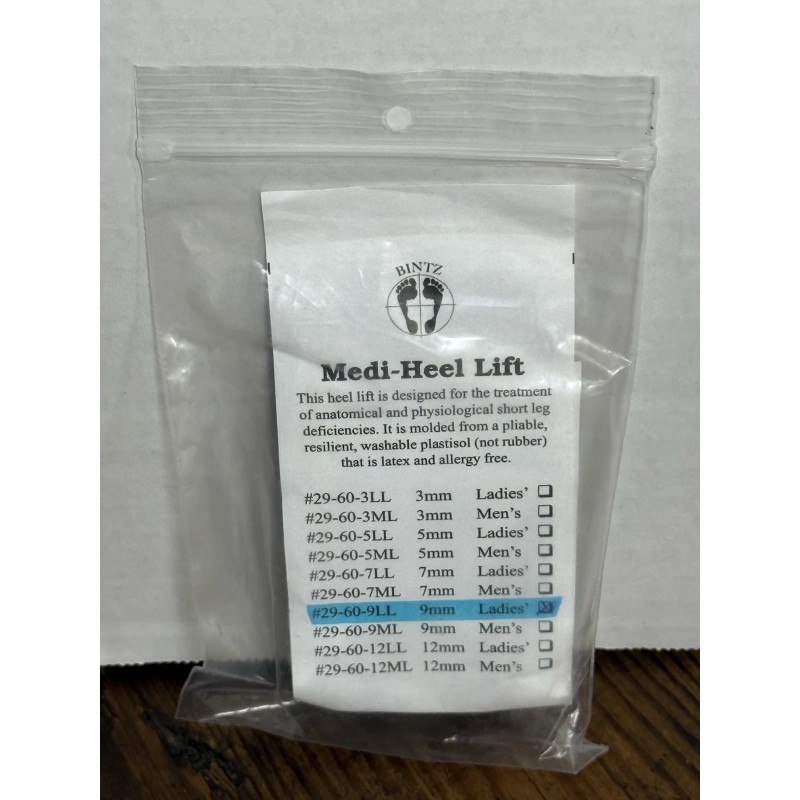 BINTZ
Medi-Heel Lift
This heel lift is designed for the treatment
of anatomical and physiological short leg
deficiencies. It is molded from a pliable,
resilient, washable plastisol (not rubber)
that is latex and allergy free.
#29-60-3LL 3mm Ladies' ☐
#29-60-3ML 3mm Men's ☐
#29-60-5LL 5mm Ladies' ☐
#29-60-5ML 5mm Men's ☐
#29-60-7LL 7mm Ladies' ☐
#29-60-7ML 7mm Men's ☐
#29-60-9LL 9mm Ladies' ☒
#29-60-9ML 9mm Men's ☐
#29-60-12LL 12mm Ladies' ☐
#29-60-12ML 12mm Men's ☐